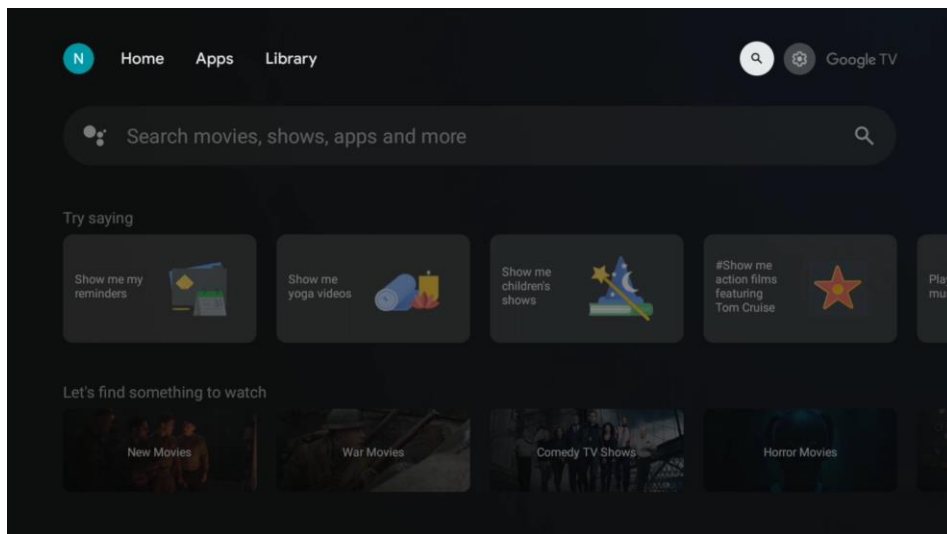 N Home Apps Library Google TV
Search movies, shows, apps and more
Try saying
Show me my
reminders
Show me
yoga videos
Show me
children's
shows
#Show me
action films
featuring
Tom Cruise
Pla
mu
Let's find something to watch
New Movies
War Movies
Comedy TV Shows
Horror Movies